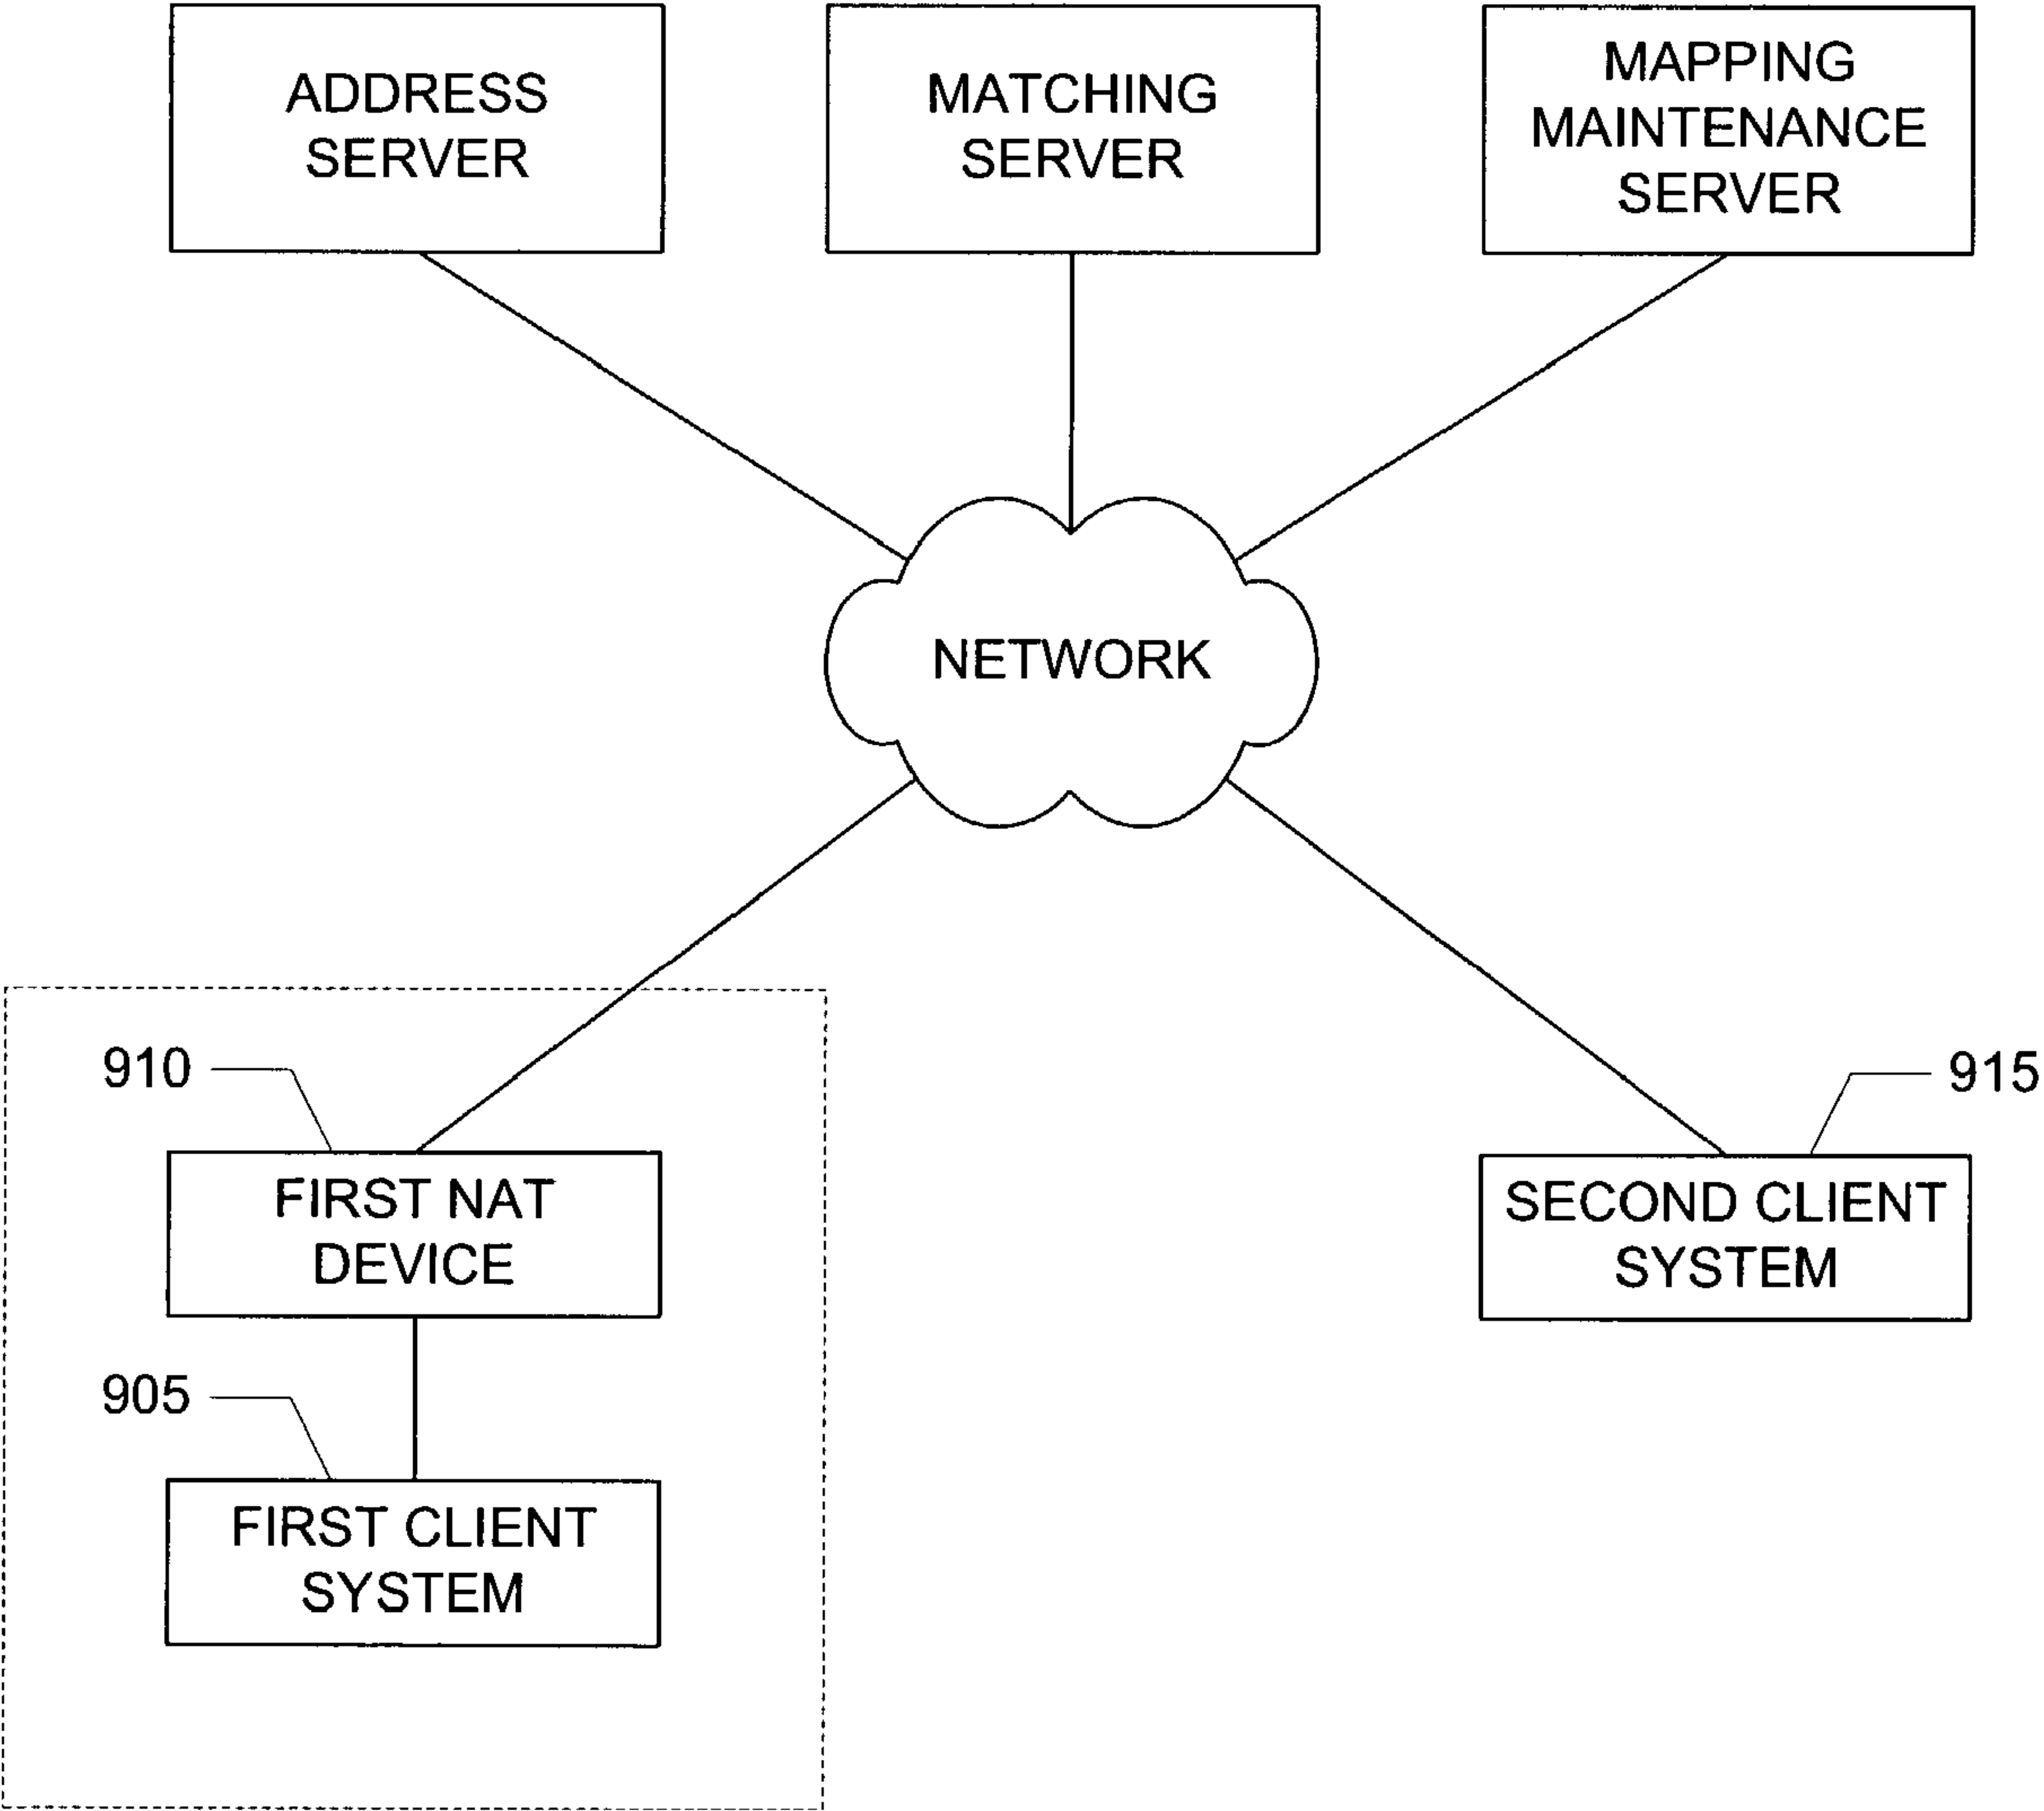 ADDRESS
SERVER
MATCHING
SERVER
MAPPING
MAINTENANCE
SERVER
NETWORK
910
915
FIRST NAT
DEVICE
SECOND CLIENT
SYSTEM
905
FIRST CLIENT
SYSTEM